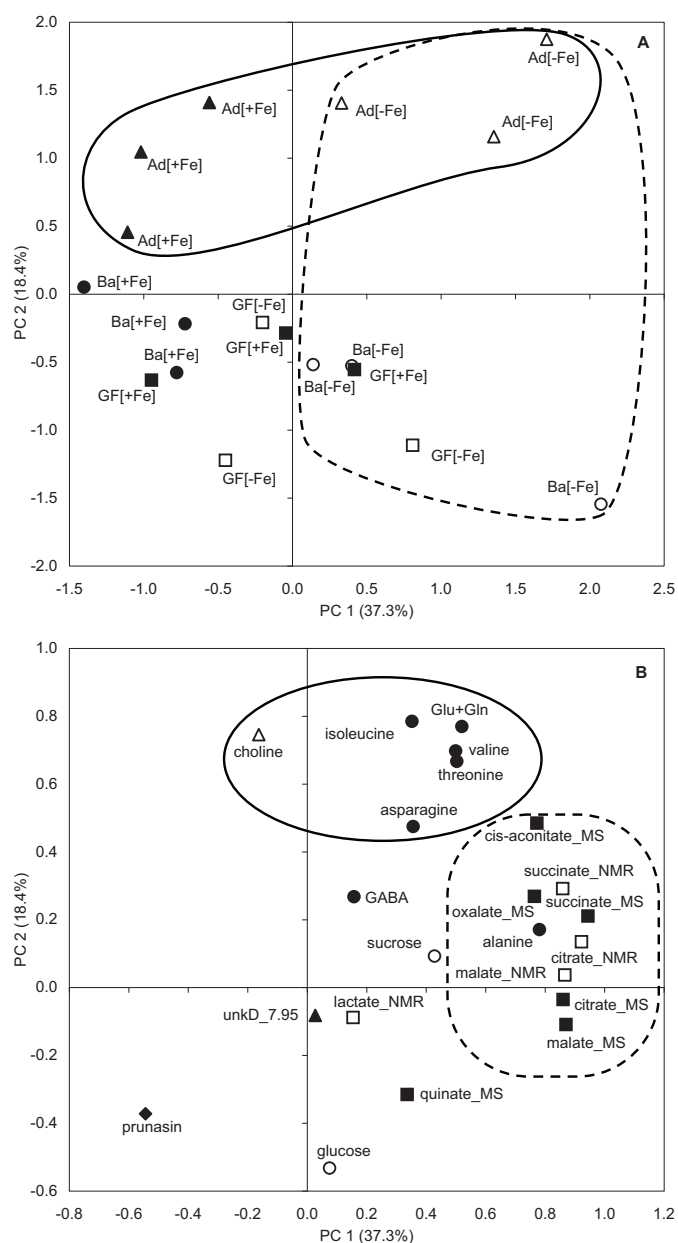 2.0
A
Ad[-Fe]
1.5
Ad[+Fe]
Ad[-Fe]
Ad[-Fe]
1.0
Ad[+Fe]
0.5
Ad[+Fe]
PC 2 (18.4%)
Ba[+Fe]
0.0
GF[-Fe]
Ba[+Fe]
GF[+Fe]
Ba[-Fe]
Ba[+Fe]
-0.5
GF[+Fe]
Ba[-Fe]
GF[+Fe]
-1.0
GF[-Fe]
GF[-Fe]
Ba[-Fe]
-1.5
-2.0
-1.5 -1.0 -0.5 0.0 0.5 1.0 1.5 2.0 2.5
PC 1 (37.3%)
1.0
B
0.8
Glu+Gln
isoleucine
choline
valine
threonine
0.6
asparagine
0.4
cis-aconitate_MS
succinate_NMR
GABA
oxalate_MS
succinate_MS
0.2
sucrose
alanine
citrate_NMR
malate_NMR
PC 2 (18.4%)
0.0
lactate_NMR
citrate_MS
unkD_7.95
malate_MS
-0.2
quinate_MS
prunasin
-0.4
glucose
-0.6
-0.8 -0.6 -0.4 -0.2 0.0 0.2 0.4 0.6 0.8 1.0 1.2
PC 1 (37.3%)